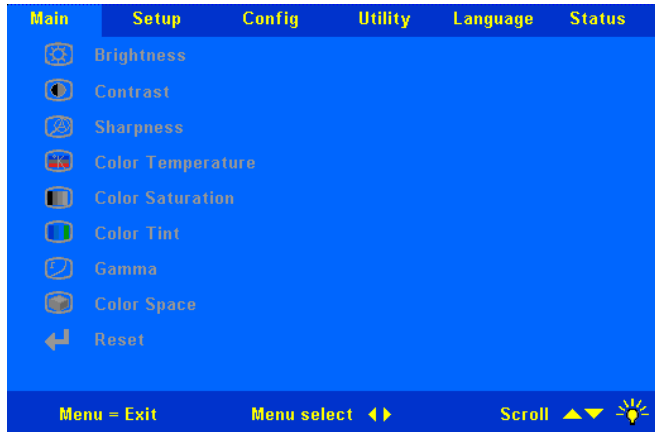 Main Setup Config Utility Language Status
Brightness
Contrast
Sharpness
Color Temperature
Color Saturation
Color Tint
Gamma
Color Space
Reset
Menu = Exit Menu select Scroll